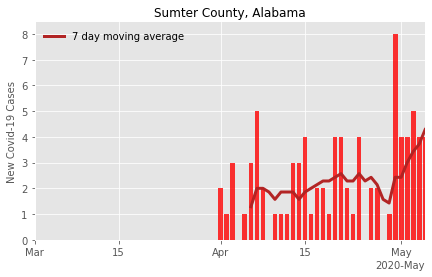 Sumter County, Alabama
7 day moving average
New Covid-19 Cases
8
7
6
5
4
3
2
1
0
Mar 15 Apr 15 May
2020-May